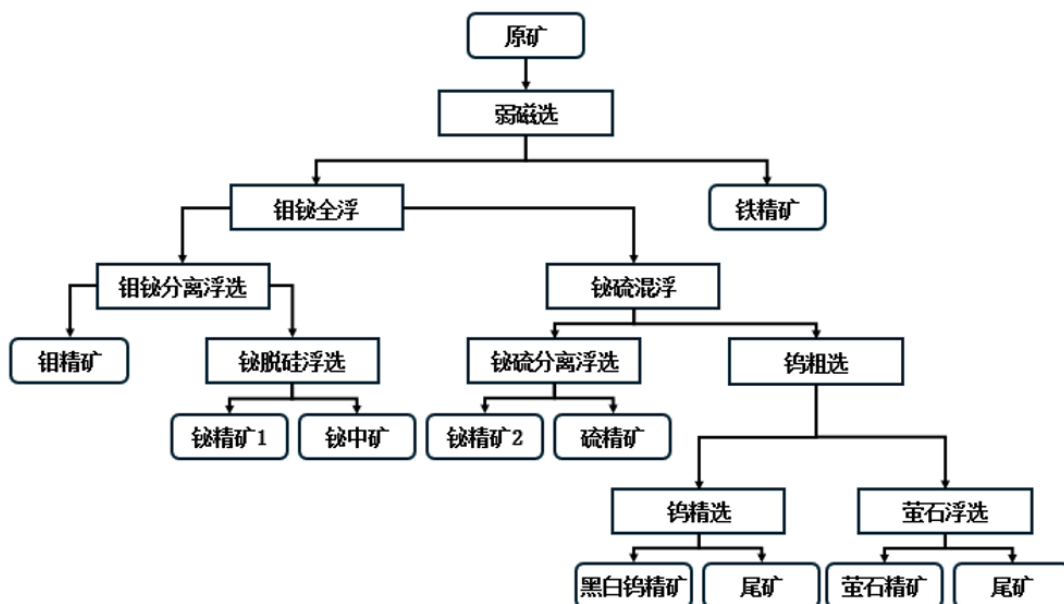 原矿
弱磁选
钼铋全浮
铁精矿
钼铋分离浮选
铋硫混浮
钼精矿
铋脱硅浮选
铋硫分离浮选
钨粗选
铋精矿1
铋中矿
铋精矿2
硫精矿
钨精选
萤石浮选
黑白钨精矿
尾矿
萤石精矿
尾矿